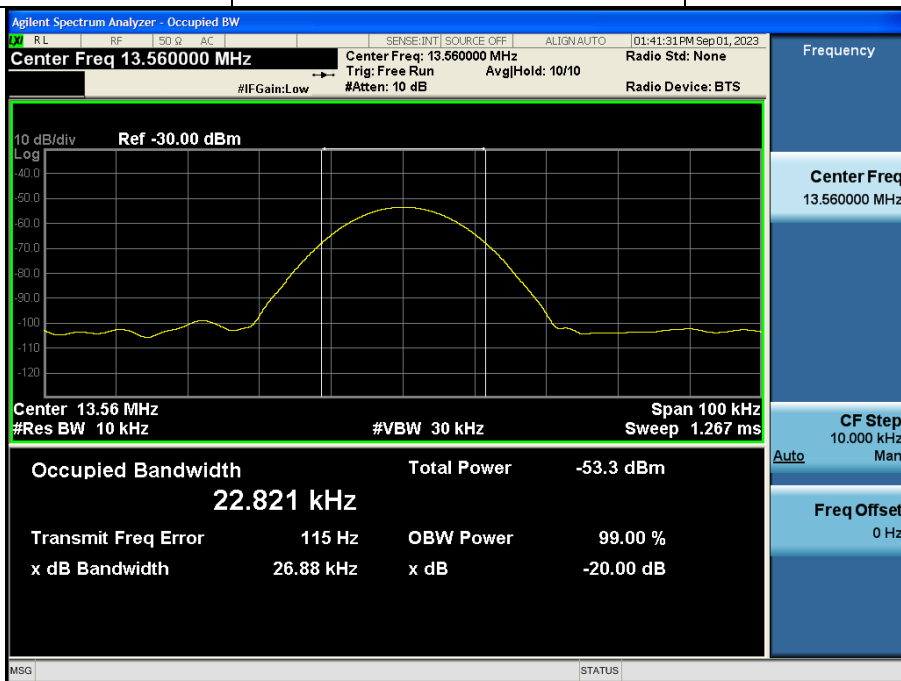 Agilent Spectrum Analyzer - Occupied BW
LXI RL RF 50 Ω AC SENSE:INT SOURCE OFF ALIGN AUTO 01:41:31 PM Sep 01, 2023
Center Freq 13.560000 MHz Center Freq: 13.560000 MHz Radio Std: None
Trig: Free Run Avg|Hold: 10/10
#IFGain:Low #Atten: 10 dB Radio Device: BTS
10 dB/div Ref -30.00 dBm
Log
-40.0
-50.0
-60.0
-70.0
-80.0
-90.0
-100
-110
-120
Center 13.56 MHz Span 100 kHz
#Res BW 10 kHz #VBW 30 kHz Sweep 1.267 ms
Occupied Bandwidth Total Power -53.3 dBm
22.821 kHz
Transmit Freq Error 115 Hz OBW Power 99.00 %
x dB Bandwidth 26.88 kHz x dB -20.00 dB
MSG STATUS
Frequency
Center Freq
13.560000 MHz
CF Step
10.000 kHz
Auto Man
Freq Offset
0 Hz